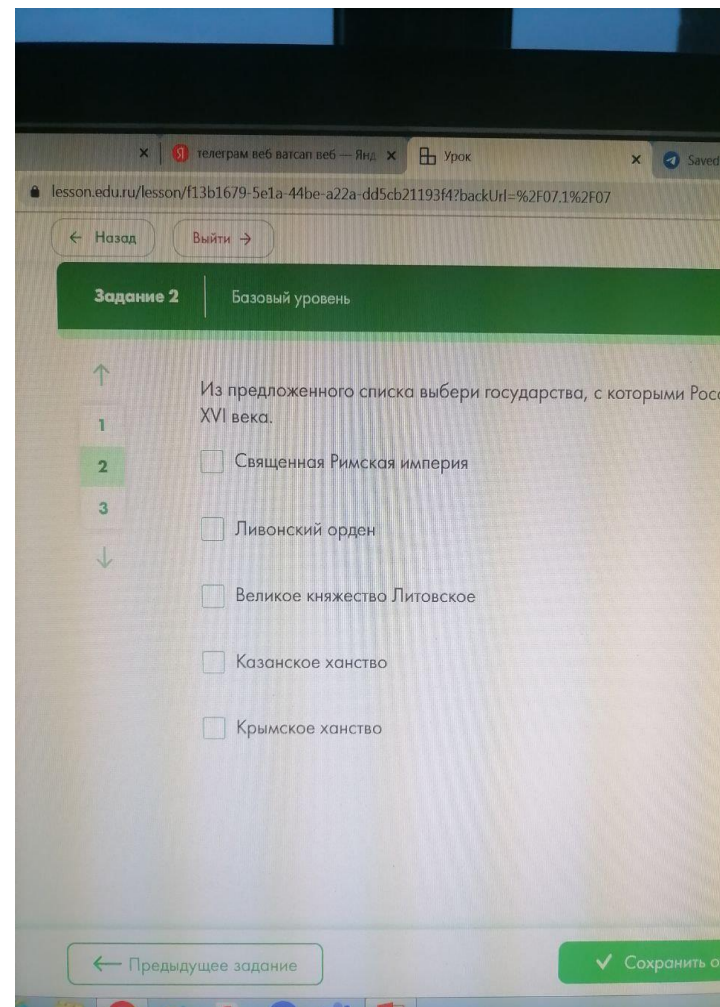 телеграм веб ватсап веб — Янд
Урок
Saved
lesson.edu.ru/lesson/f13b1679-5e1a-44be-a22a-dd5cb21193f4?backUrl=%2F07.1%2F07
← Назад
Выйти →
Задание 2
Базовый уровень
Из предложенного списка выбери государства, с которыми Росс
XVI века.
1
2
3
Священная Римская империя
Ливонский орден
Великое княжество Литовское
Казанское ханство
Крымское ханство
← Предыдущее задание
Сохранить о